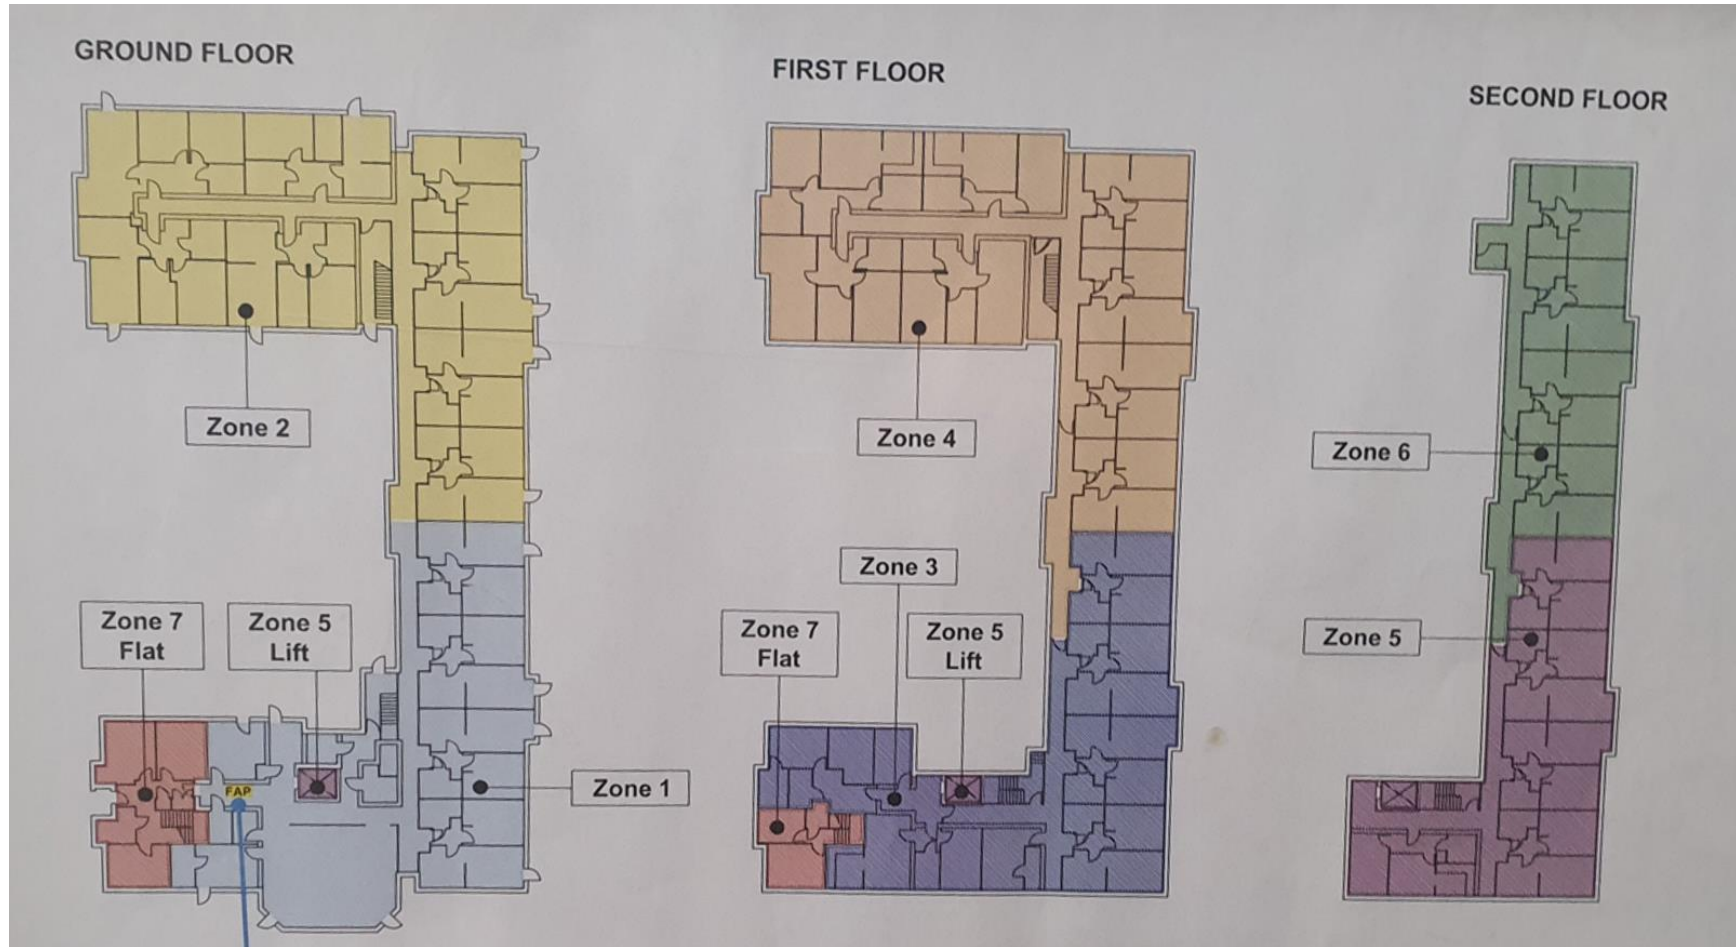 GROUND FLOOR
Zone 2
Zone 7
Flat
Zone 5
Lift
FAP
Zone 1
FIRST FLOOR
Zone 4
Zone 3
Zone 7
Flat
Zone 5
Lift
SECOND FLOOR
Zone 6
Zone 5